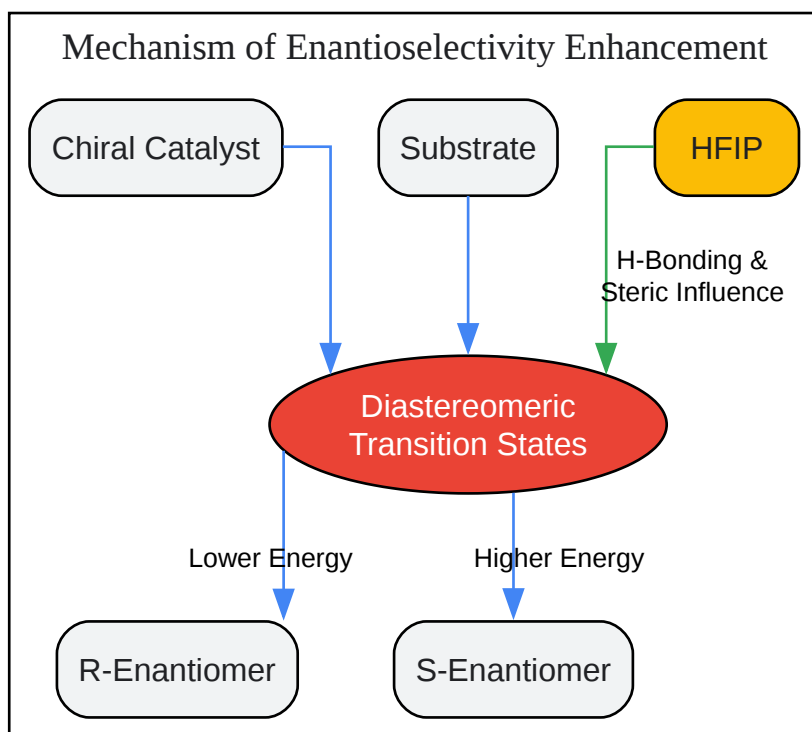 Mechanism of Enantioselectivity Enhancement
Chiral Catalyst
Substrate
HFIP
H-Bonding &
Steric Influence
Diastereomeric
Transition States
Lower Energy
Higher Energy
R-Enantiomer
S-Enantiomer